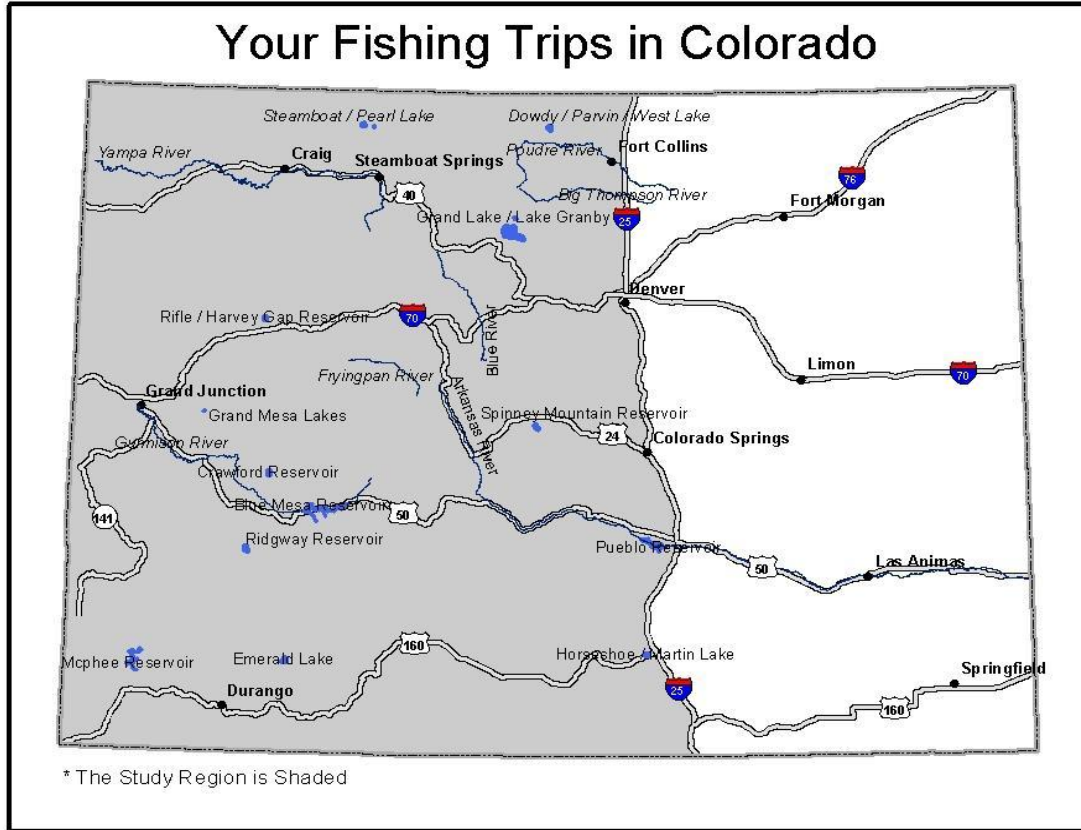 Your Fishing Trips in Colorado
Steamboat / Pearl Lake
Dowdy / Parvin / West Lake
Yampa River
Craig
Steamboat Springs
Poudre River
Fort Collins
Big Thompson River
40
76
Fort Morgan
Grand Lake / Lake Granby
25
Denver
Rifle / Harvey Gap Reservoir
70
Blue River
Limon
70
Fryingpan River
Arkansas River
Grand Junction
Grand Mesa Lakes
Spinney Mountain Reservoir
24
Colorado Springs
Gunnison River
Crawford Reservoir
Blue Mesa Reservoir
50
141
Ridgway Reservoir
Pueblo Reservoir
50
Las Animas
160
Mcphee Reservoir
Emerald Lake
Horseshoe / Martin Lake
Springfield
Durango
25
160
* The Study Region is Shaded